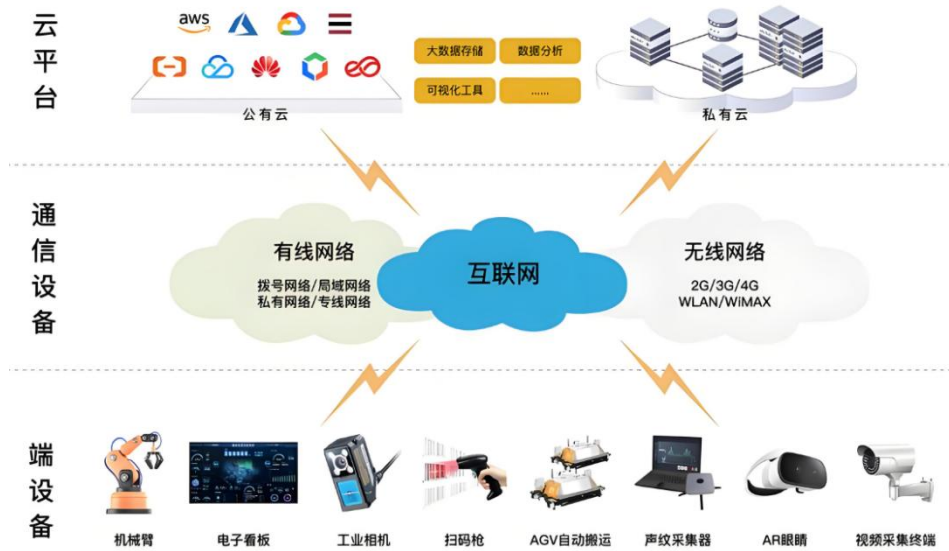 云平台
aws
大数据存储
数据分析
可视化工具
......
公有云
私有云
通信设备
有线网络
拨号网络/局域网络
私有网络/专线网络
互联网
无线网络
2G/3G/4G
WLAN/WiMAX
端设备
机械臂
电子看板
工业相机
扫码枪
AGV自动搬运
声纹采集器
AR眼睛
视频采集终端